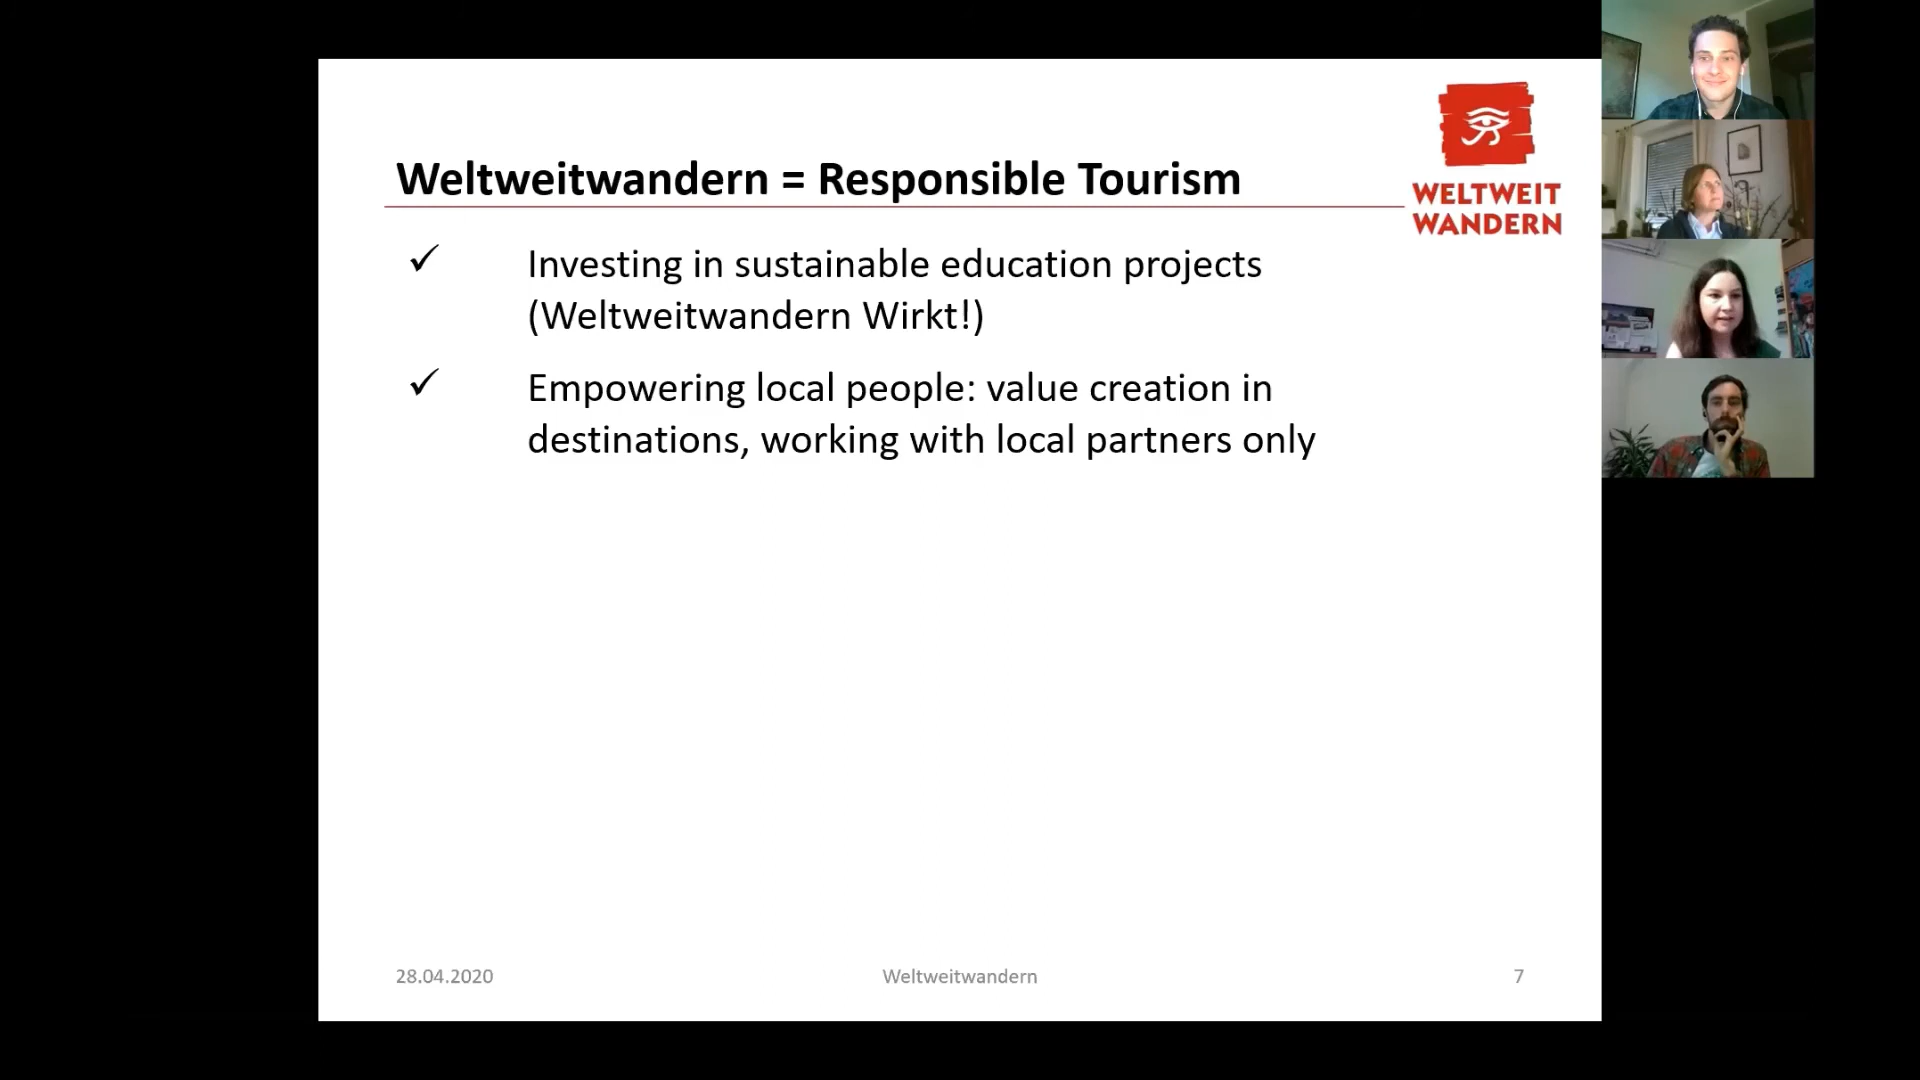 Weltweitwandern = Responsible Tourism
WELTWEIT
WANDERN
✓ Investing in sustainable education projects
(Weltweitwandern Wirkt!)
✓ Empowering local people: value creation in
destinations, working with local partners only
28.04.2020 Weltweitwandern 7